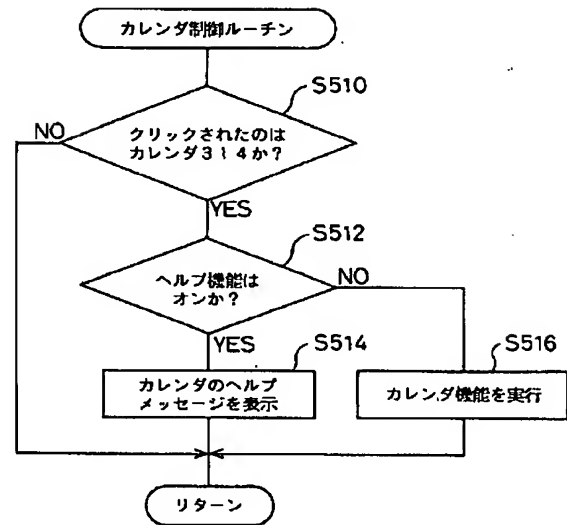 カレンダ制御ルーチン
S510
NO
クリックされたのは
カレンダ314か?
YES
S512
ヘルプ機能は
オンか?
NO
YES
S514
S516
カレンダのヘルプ
メッセージを表示
カレンダ機能を実行
リターン